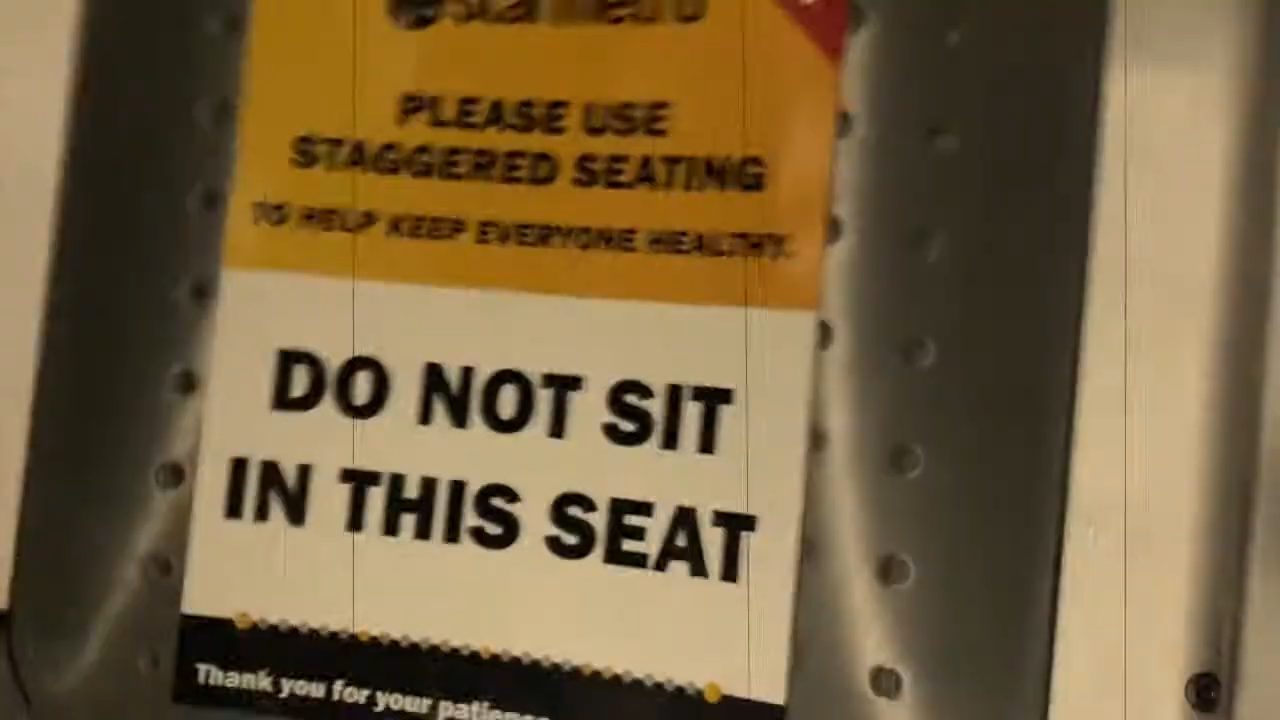 PLEASE USE
STAGGERED SEATING
TO HELP KEEP EVERYONE HEALTHY.
DO NOT SIT
IN THIS SEAT
Thank you for your patience